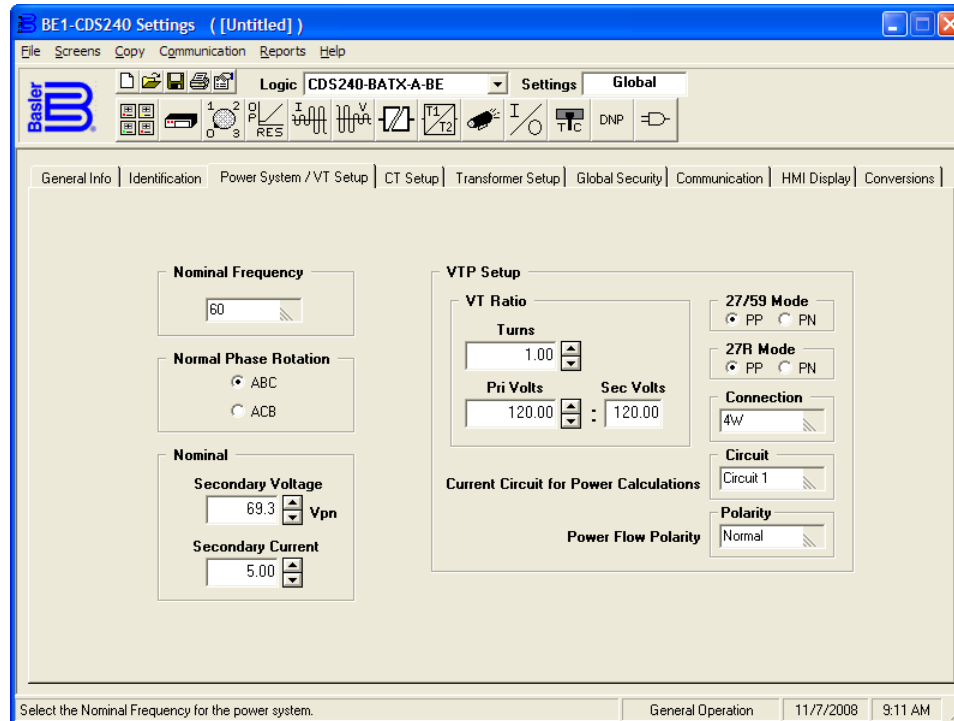 BE1-CDS240 Settings ( [Untitled] )
File Screens Copy Communication Reports Help
Basler
Logic CDS240-BATX-A-BE Settings Global
1 2 0 3
O P L RES
I
V
T1 T2
I O
T C
DNP
General Info Identification Power System / VT Setup CT Setup Transformer Setup Global Security Communication HMI Display Conversions
Nominal Frequency
60
Normal Phase Rotation
ABC
ACB
Nominal
Secondary Voltage
69.3 Vpn
Secondary Current
5.00
VTP Setup
VT Ratio
Turns
1.00
Pri Volts Sec Volts
120.00 : 120.00
27/59 Mode
PP PN
27R Mode
PP PN
Connection
4W
Circuit
Current Circuit for Power Calculations Circuit 1
Polarity
Power Flow Polarity Normal
Select the Nominal Frequency for the power system. General Operation 11/7/2008 9:11 AM